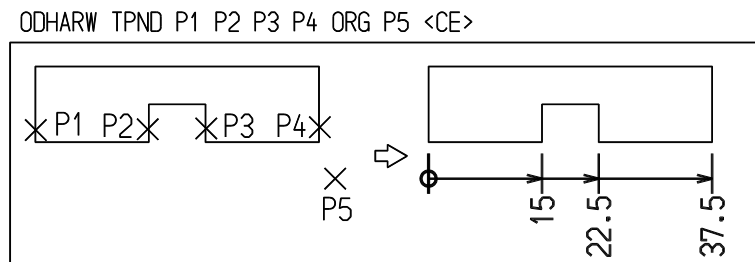 ODHARW TPND P1 P2 P3 P4 ORG P5 <CE>
P1 P2 P3 P4
P5
15
22.5
37.5